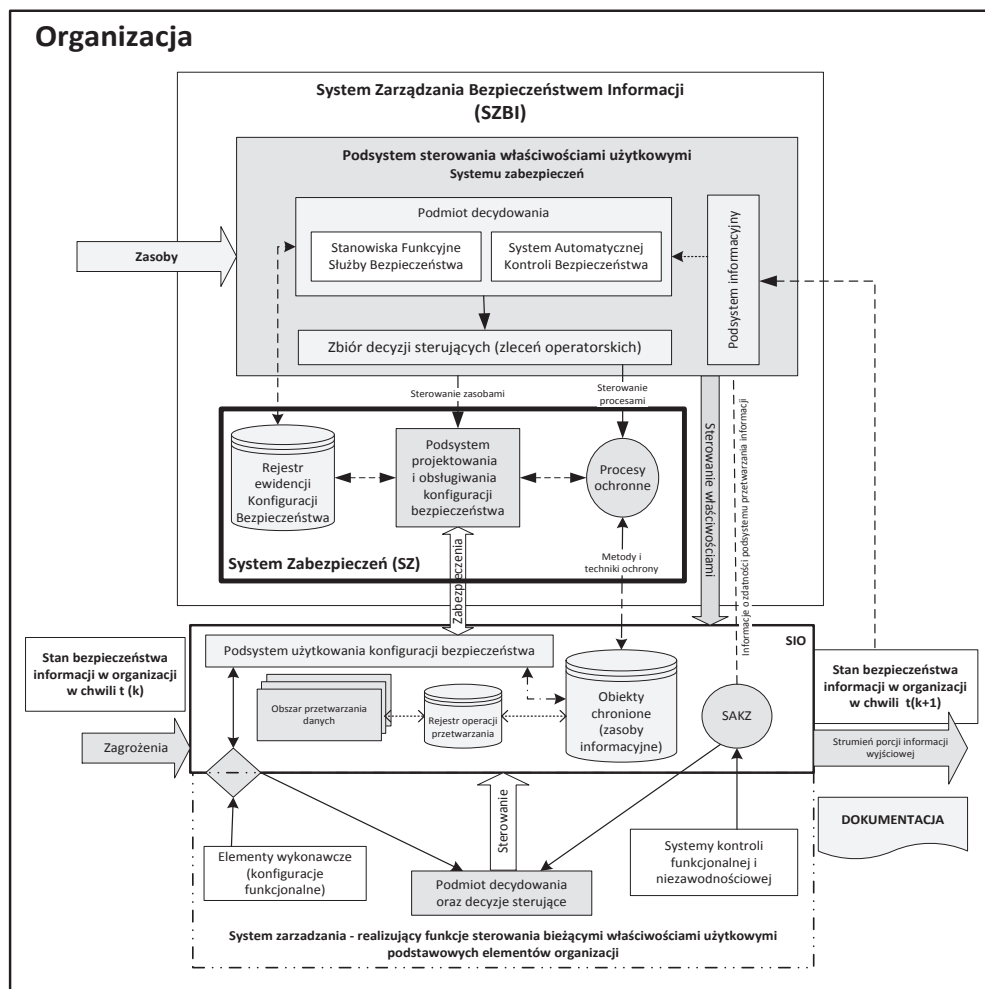 Organizacja
System Zarządzania Bezpieczeństwem Informacji
(SZBI)
Podsystem sterowania właściwościami użytkowymi
Systemu zabezpieczeń
Podmiot decydowania
Stanowiska Funkcyjne
Służby Bezpieczeństwa
System Automatycznej
Kontroli Bezpieczeństwa
Podsystem informacyjny
Zasoby
Zbiór decyzji sterujących (zleceń operatorskich)
Sterowanie zasobami
Sterowanie
procesami
Rejestr
ewidencji
Konfiguracji
Bezpieczeństwa
Podsystem
projektowania
i obsługiwania
konfiguracji
bezpieczeństwa
Procesy
ochronne
Sterowanie właściwościami
Informacje o zdatności podsystemu przetwarzania informacji
System Zabezpieczeń (SZ)
Zabezpieczenia
Metody i
techniki ochrony
SIO
Stan bezpieczeństwa
informacji w organizacji
w chwili t (k)
Podsystem użytkowania konfiguracji bezpieczeństwa
Obszar przetwarzania
danych
Rejestr operacji
przetwarzania
Obiekty
chronione
(zasoby
informacyjne)
SAKZ
Stan bezpieczeństwa
informacji w organizacji
w chwili t(k+1)
Zagrożenia
Strumień porcji informacji
wyjściowej
Sterowanie
DOKUMENTACJA
Elementy wykonawcze
(konfiguracje
funkcjonalne)
Podmiot decydowania
oraz decyzje sterujące
Systemy kontroli
funkcjonalnej i
niezawodnościowej
System zarzadzania - realizujący funkcje sterowania bieżącymi właściwościami użytkowymi
podstawowych elementów organizacji